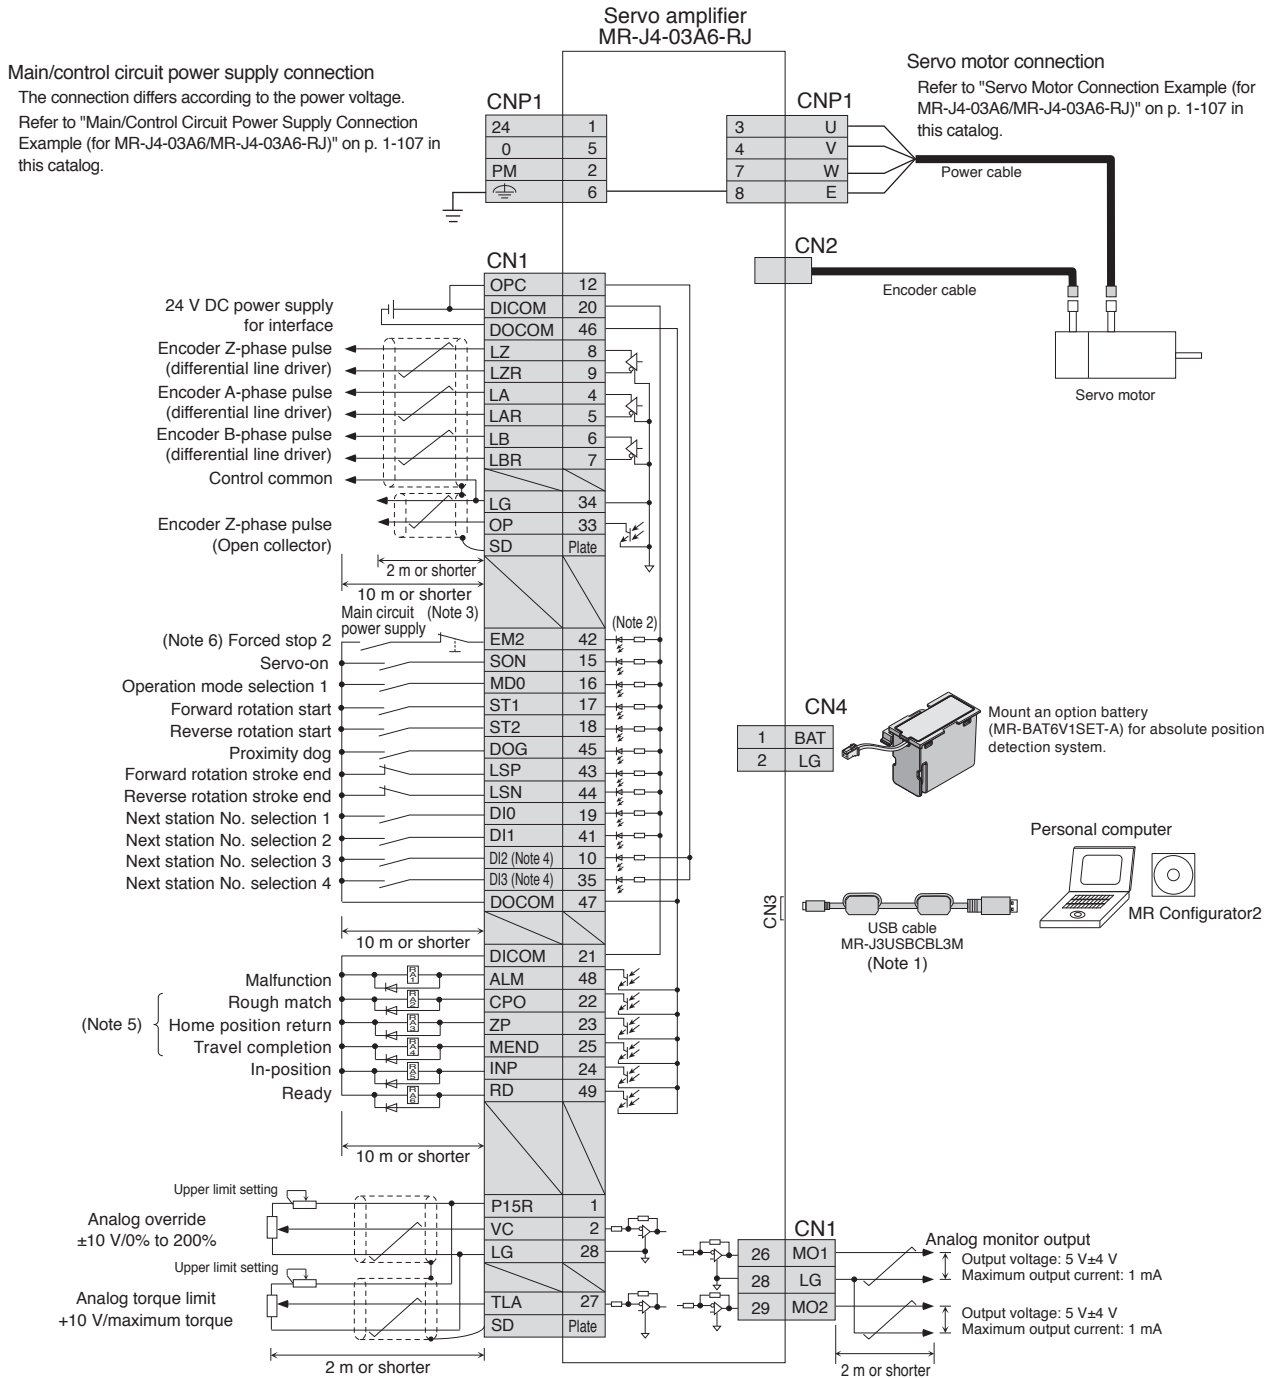 Servo amplifier
MR-J4-03A6-RJ
Main/control circuit power supply connection
The connection differs according to the power voltage.
Refer to "Main/Control Circuit Power Supply Connection
Example (for MR-J4-03A6/MR-J4-03A6-RJ)" on p. 1-107 in
this catalog.
Servo motor connection
Refer to "Servo Motor Connection Example (for
MR-J4-03A6/MR-J4-03A6-RJ)" on p. 1-107 in
this catalog.
CNP1
24 1
0 5
PM 2
6
CNP1
3 U
4 V
7 W
8 E
Power cable
CN2
Encoder cable
Servo motor
CN1
OPC 12
DICOM 20
DOCOM 46
LZ 8
LZR 9
LA 4
LAR 5
LB 6
LBR 7
LG 34
OP 33
SD Plate
24 V DC power supply
for interface
Encoder Z-phase pulse
(differential line driver)
Encoder A-phase pulse
(differential line driver)
Encoder B-phase pulse
(differential line driver)
Control common
Encoder Z-phase pulse
(Open collector)
2 m or shorter
10 m or shorter
Main circuit
power supply
(Note 3)
(Note 2)
(Note 6) Forced stop 2
EM2 42
Servo-on
SON 15
Operation mode selection 1
MD0 16
Forward rotation start
ST1 17
Reverse rotation start
ST2 18
Proximity dog
DOG 45
Forward rotation stroke end
LSP 43
Reverse rotation stroke end
LSN 44
Next station No. selection 1
DI0 19
Next station No. selection 2
DI1 41
Next station No. selection 3
DI2 (Note 4) 10
Next station No. selection 4
DI3 (Note 4) 35
DOCOM 47
10 m or shorter
DICOM 21
Malfunction
RA1
ALM 48
(Note 5)
Rough match
RA2
CPO 22
Home position return
RA3
ZP 23
Travel completion
RA4
MEND 25
In-position
RA5
INP 24
Ready
RA6
RD 49
10 m or shorter
CN4
1 BAT
2 LG
Mount an option battery
(MR-BAT6V1SET-A) for absolute position
detection system.
Personal computer
MR Configurator2
CN3
USB cable
MR-J3USBCBL3M
(Note 1)
Upper limit setting
Analog override
±10 V/0% to 200%
P15R 1
VC 2
LG 28
Upper limit setting
Analog torque limit
+10 V/maximum torque
TLA 27
SD Plate
2 m or shorter
CN1
26 MO1
28 LG
29 MO2
Analog monitor output
Output voltage: 5 V±4 V
Maximum output current: 1 mA
Output voltage: 5 V±4 V
Maximum output current: 1 mA
2 m or shorter